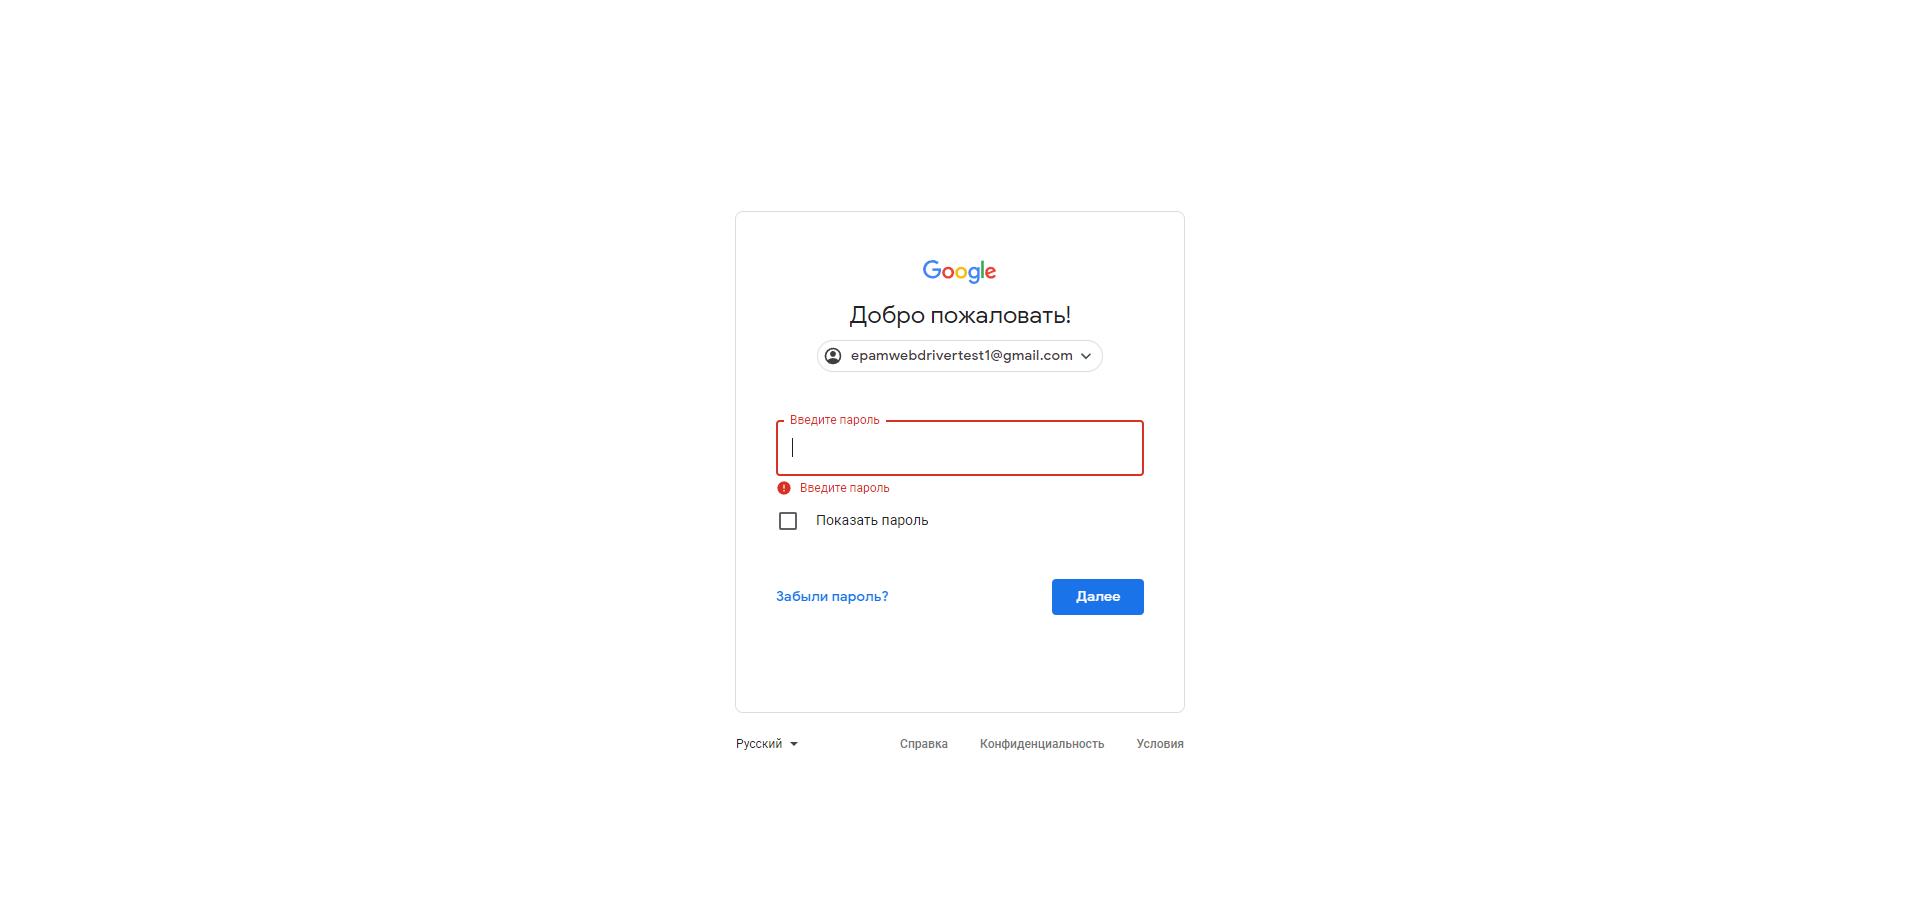 Google
Добро пожаловать!
epamwebdrivertest1@gmail.com
Введите пароль
Введите пароль
Показать пароль
Забыли пароль?
Далее
Русский
Справка
Конфиденциальность
Условия